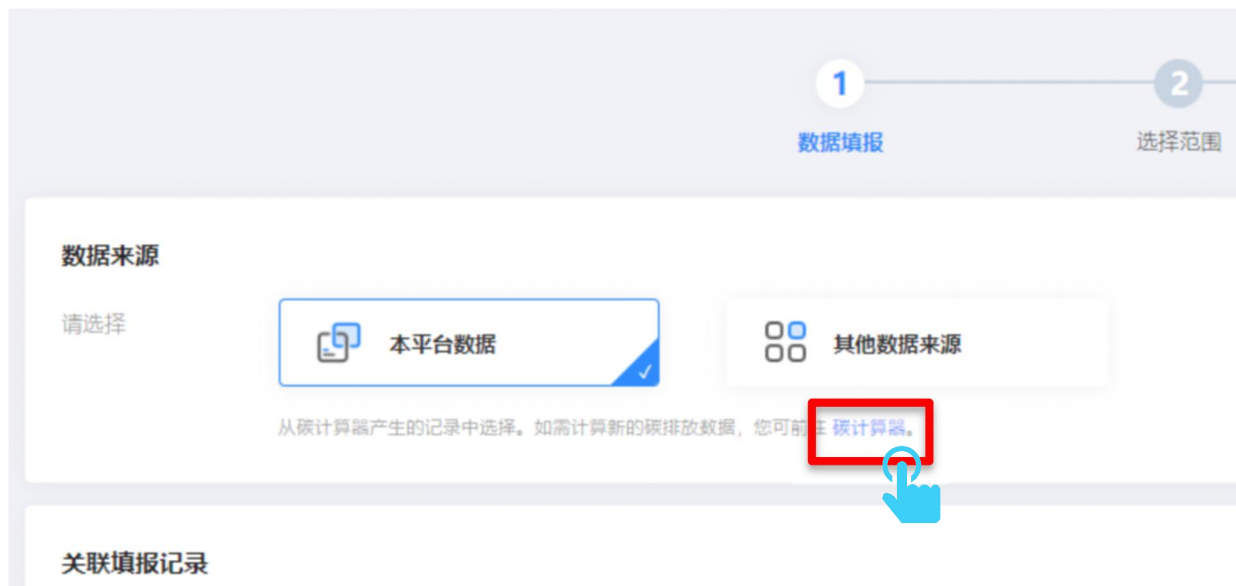 1
2
数据填报
选择范围
数据来源
请选择
本平台数据
其他数据来源
从碳计算器产生的记录中选择。如需计算新的碳排放数据，您可前往 碳计算器。
关联填报记录